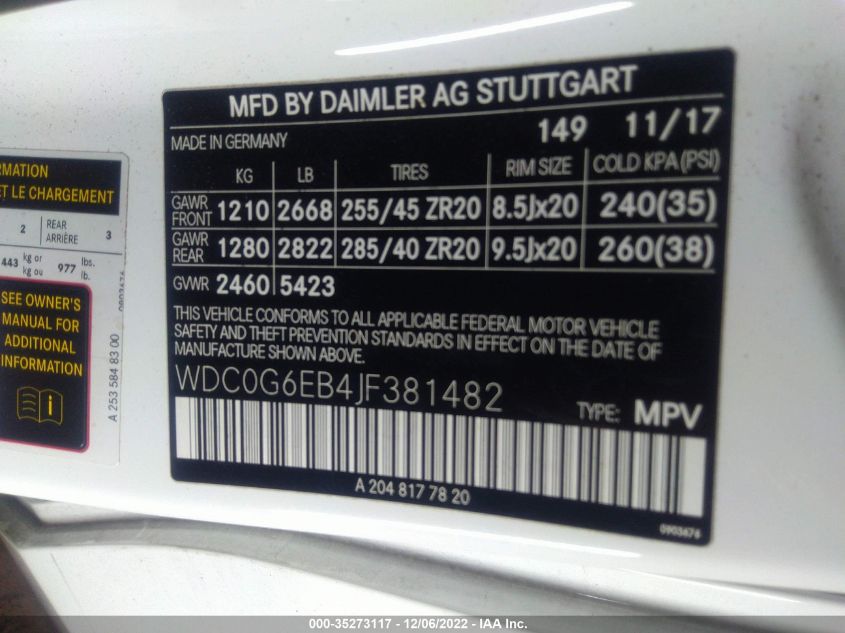 MFD BY DAIMLER AG STUTTGART
MADE IN GERMANY 149 11/17
KG LB TIRES RIM SIZE COLD KPA (PSI)
GAWR FRONT 1210 2668 255/45 ZR20 8.5Jx20 240(35)
GAWR REAR 1280 2822 285/40 ZR20 9.5Jx20 260(38)
GVWR 2460 5423
THIS VEHICLE CONFORMS TO ALL APPLICABLE FEDERAL MOTOR VEHICLE
SAFETY AND THEFT PREVENTION STANDARDS IN EFFECT ON THE DATE OF
MANUFACTURE SHOWN ABOVE.
WDC0G6EB4JF381482
TYPE: MPV
A 204 817 78 20
0903676
RMATION
ET LE CHARGEMENT
2 REAR ARRIÈRE 3
443 kg or kg ou 977 lbs. lb.
SEE OWNER'S
MANUAL FOR
ADDITIONAL
INFORMATION
0903676
A 253 584 83 00
000-35273117 - 12/06/2022 - IAA Inc.